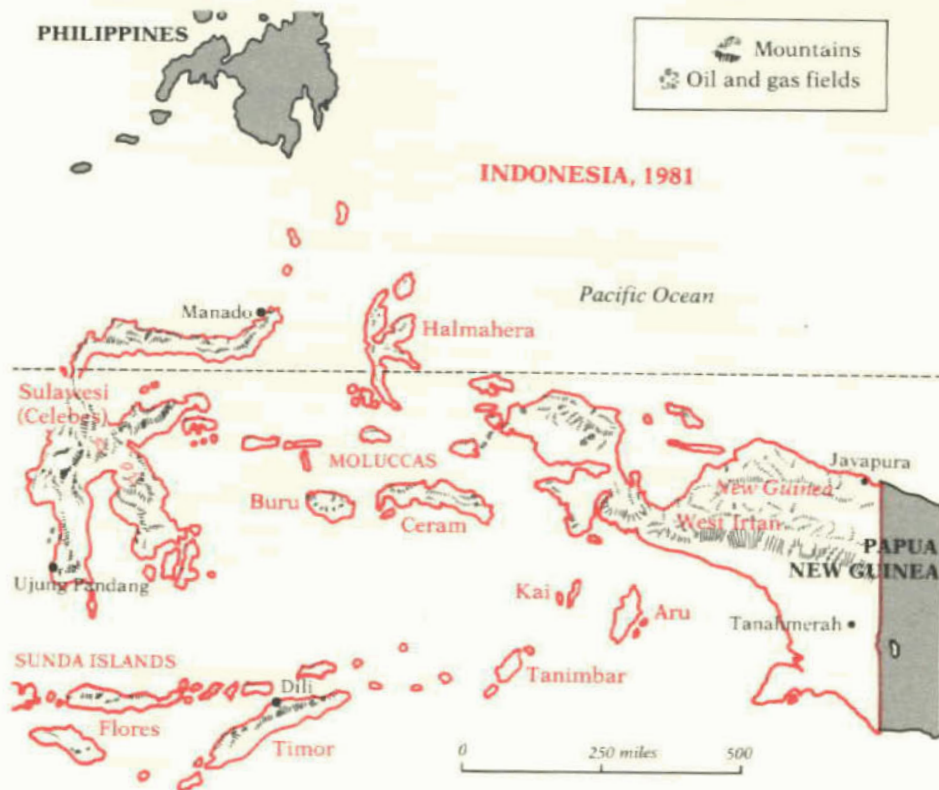 PHILIPPINES
Mountains
Oil and gas fields
INDONESIA, 1981
Manado
Halmahera
Pacific Ocean
Sulawesi
(Celebes)
MOLUCCAS
Buru
Ceram
Javapura
New Guinea
West Irian
PAPUA
NEW GUINEA
Ujung Pandang
Kai
Aru
Tanahmerah
SUNDA ISLANDS
Tanimbar
Dili
Flores
Timor
0 250 miles 500